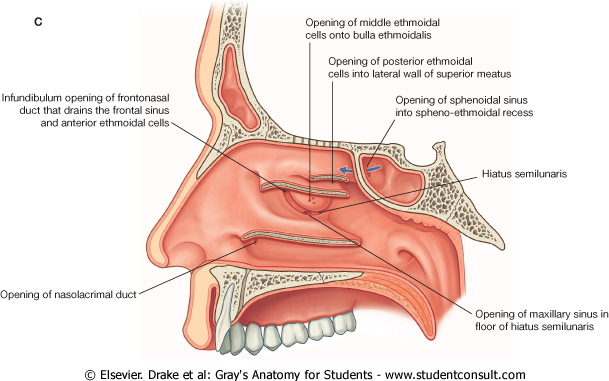 C
Opening of middle ethmoidal
cells onto bulla ethmoidalis
Opening of posterior ethmoidal
cells into lateral wall of superior meatus
Infundibulum opening of frontonasal
duct that drains the frontal sinus
and anterior ethmoidal cells
Opening of sphenoidal sinus
into spheno-ethmoidal recess
Hiatus semilunaris
Opening of nasolacrimal duct
Opening of maxillary sinus in
floor of hiatus semilunaris
© Elsevier. Drake et al: Gray's Anatomy for Students - www.studentconsult.com